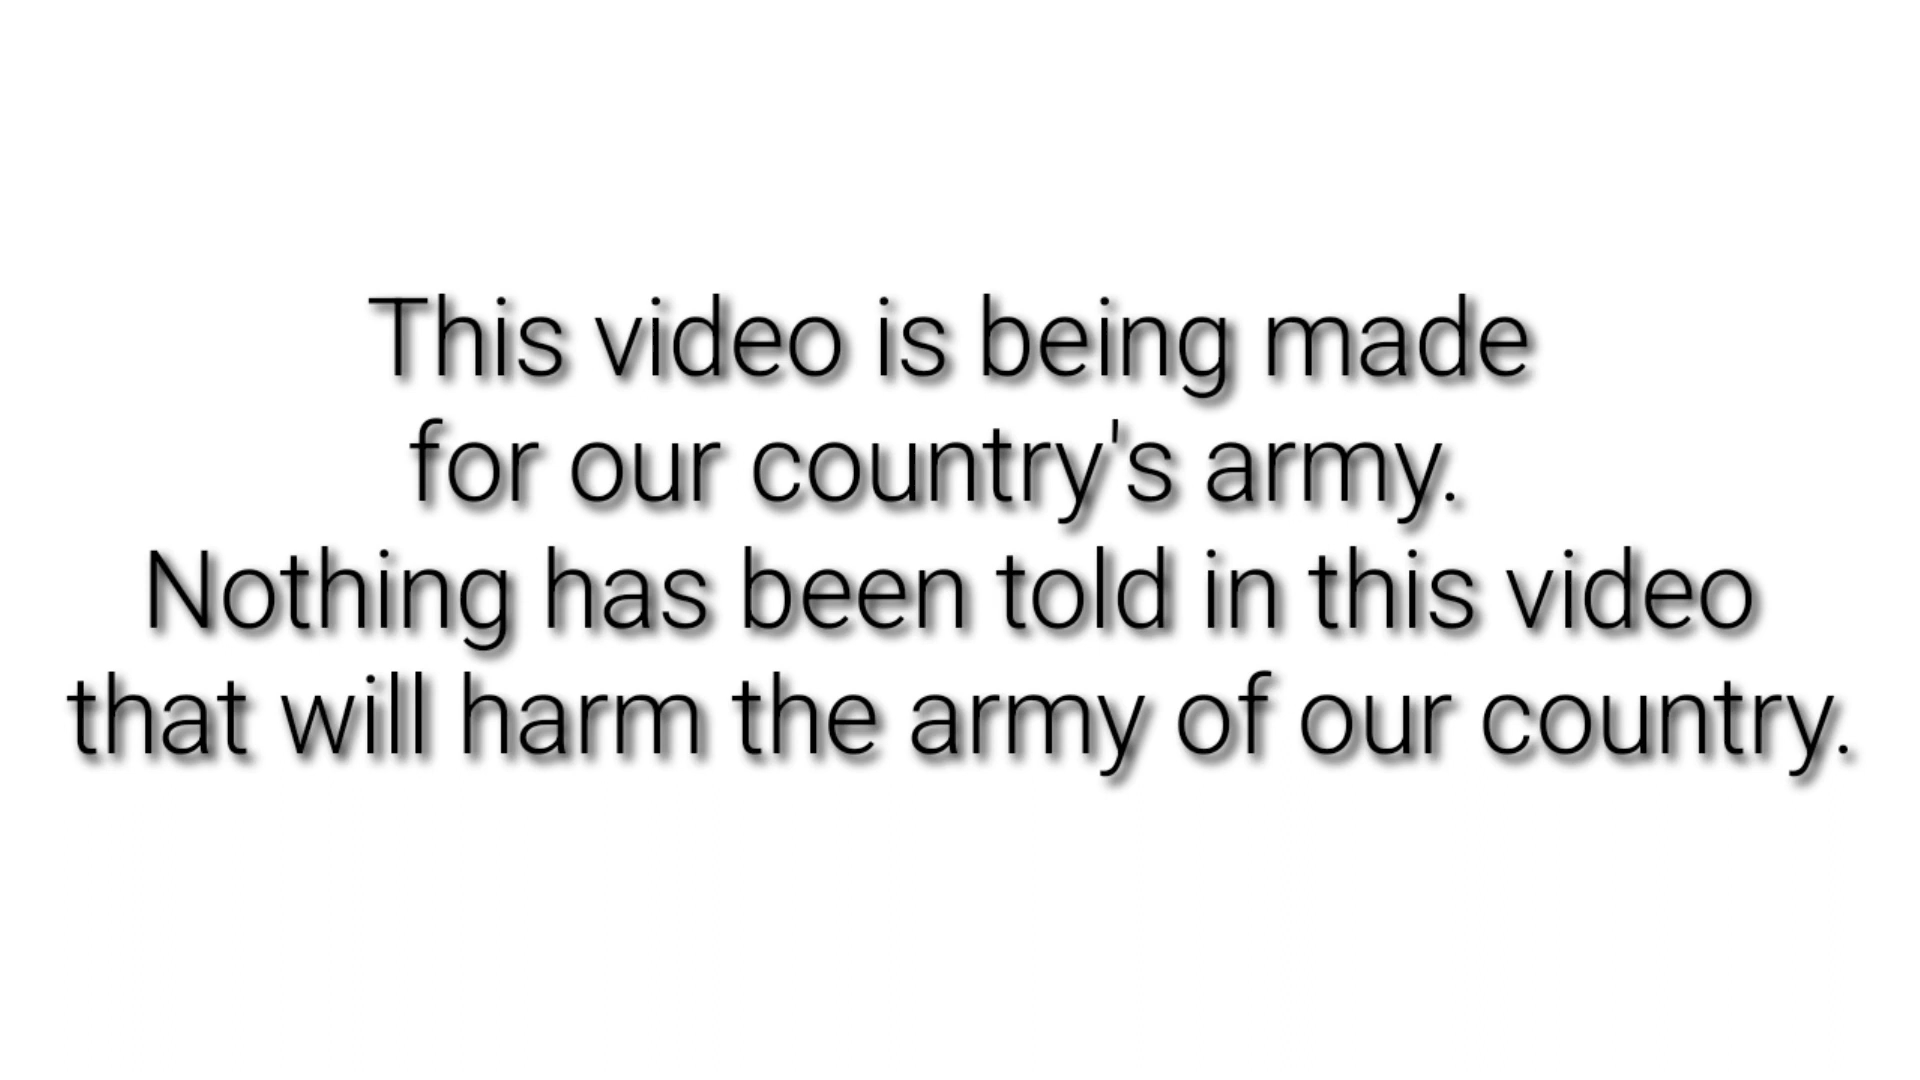 This video is being made
for our country's army.
Nothing has been told in this video
that will harm the army of our country.